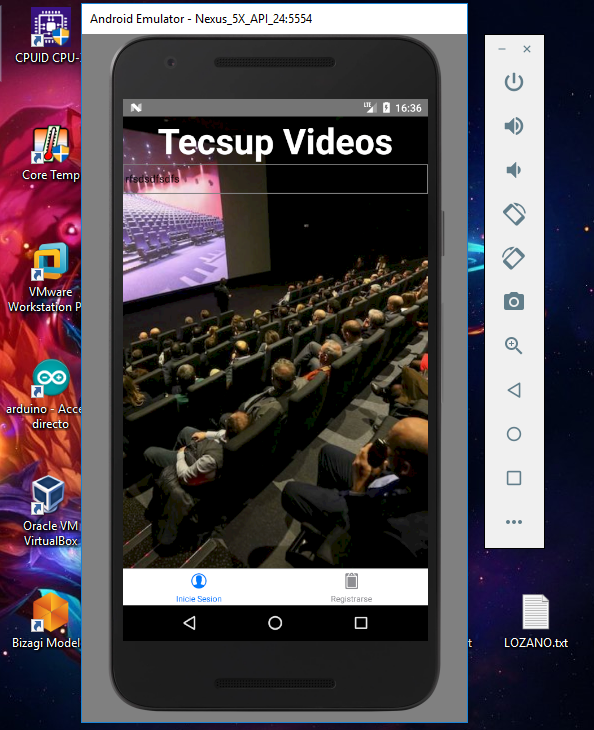 Android Emulator - Nexus_5X_API_24:5554
CPUID CPU-
Core Temp
VMware
Workstation P
arduino - Acce
directo
Oracle VM
VirtualBox
Bizagi Model
LTE
16:36
Tecsup Videos
Inicie Sesion
Registrarse
t
LOZANO.txt